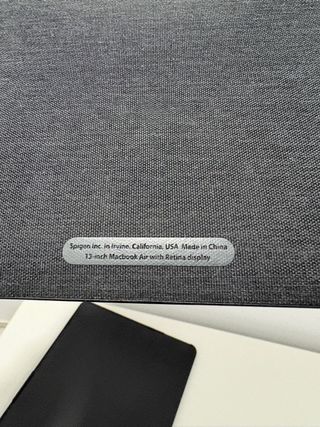 Spigen Inc. in Irvine, California, USA Made in China
13-inch Macbook Air with Retina display